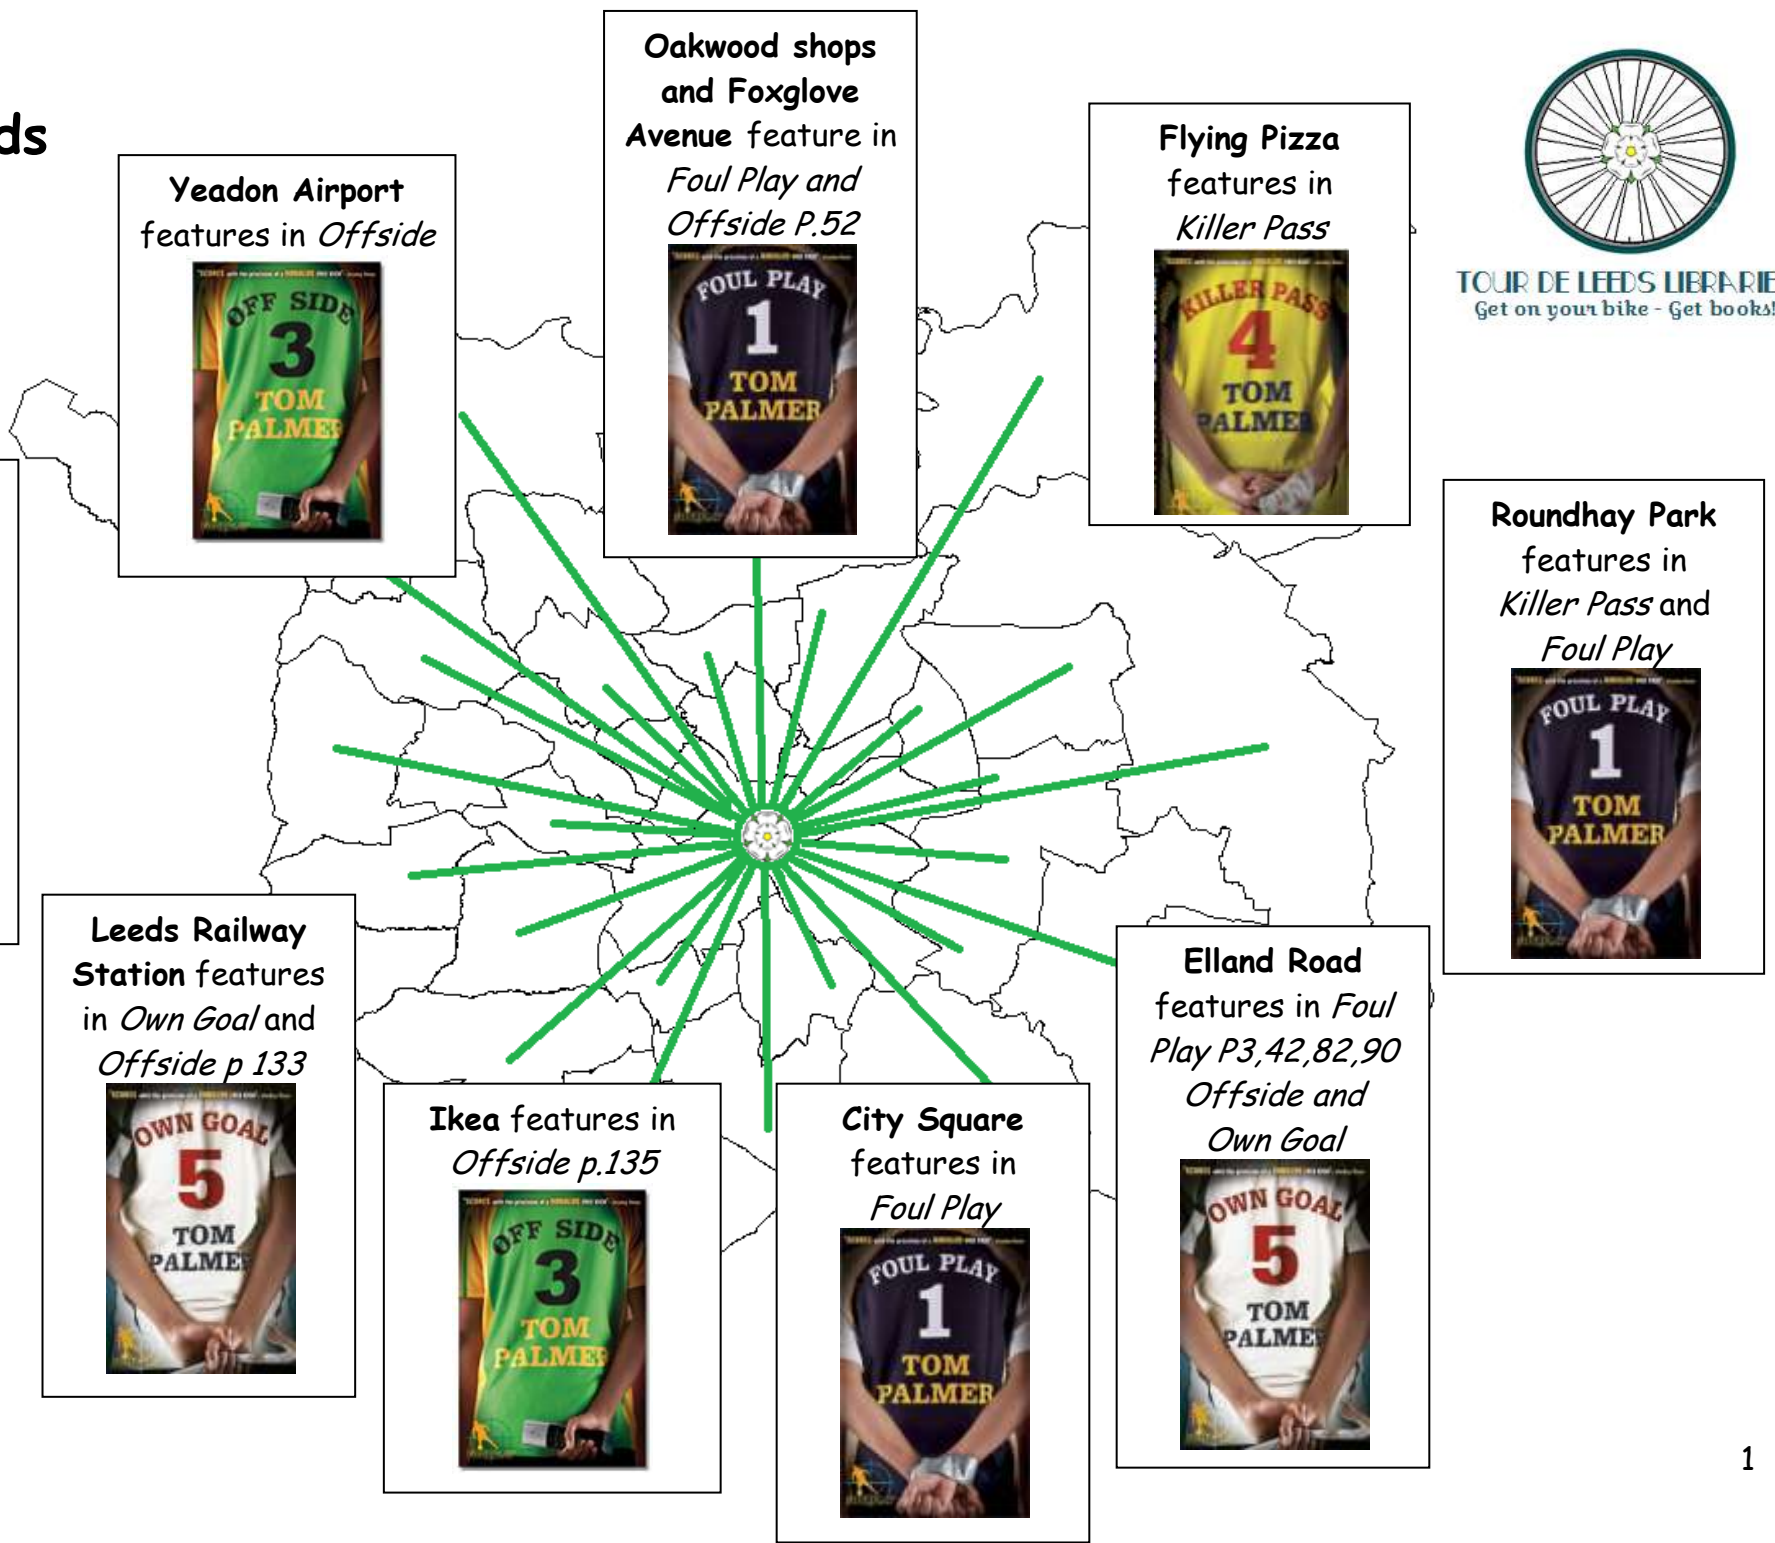 ds
Yeadon Airport
features in Offside
OFF SIDE
3
TOM
PALMER
Oakwood shops
and Foxglove
Avenue feature in
Foul Play and
Offside P.52
FOUL PLAY
1
TOM
PALMER
Flying Pizza
features in
Killer Pass
KILLER PASS
4
TOM
PALMER
TOUR DE LEEDS LIBRARIE
Get on your bike - Get books!
Roundhay Park
features in
Killer Pass and
Foul Play
FOUL PLAY
1
TOM
PALMER
Leeds Railway
Station features
in Own Goal and
Offside p 133
OWN GOAL
5
TOM
PALMER
Ikea features in
Offside p.135
OFF SIDE
3
TOM
PALMER
City Square
features in
Foul Play
FOUL PLAY
1
TOM
PALMER
Elland Road
features in Foul
Play P3,42,82,90
Offside and
Own Goal
OWN GOAL
5
TOM
PALMER
1